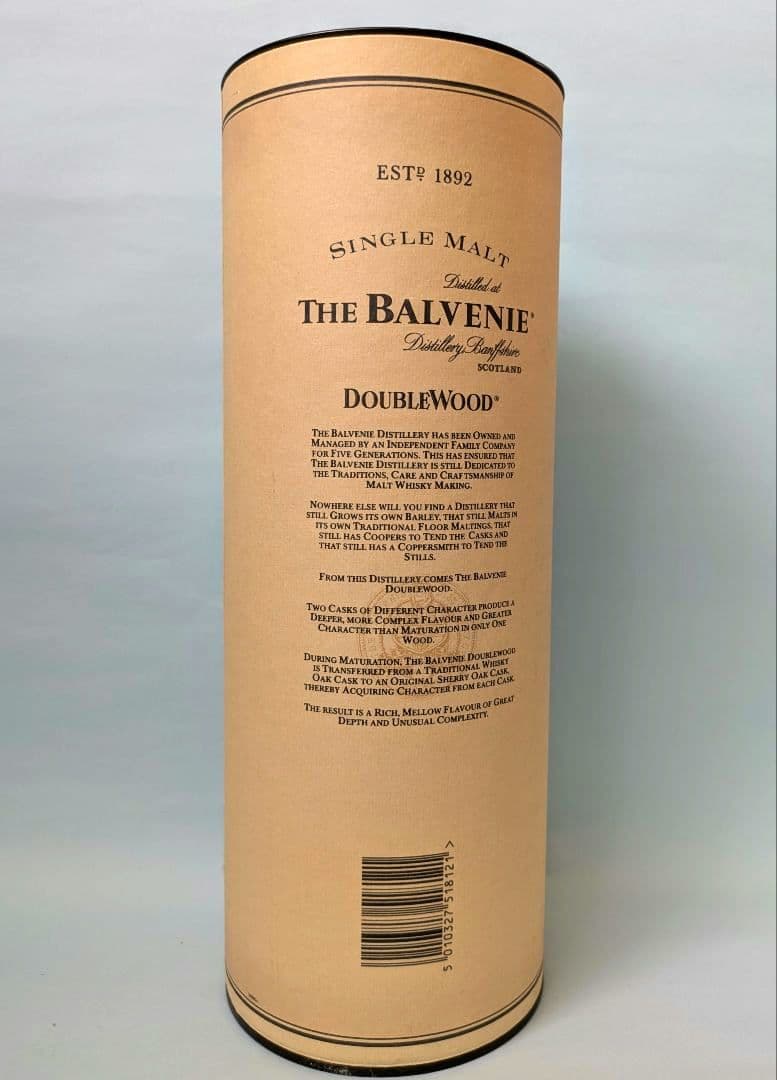 ESTD. 1892
SINGLE MALT
Distilled at
THE BALVENIE®
Distillery, Banffshire
SCOTLAND
DOUBLEWOOD®
THE BALVENIE DISTILLERY HAS BEEN OWNED AND
MANAGED BY AN INDEPENDENT FAMILY COMPANY
FOR FIVE GENERATIONS. THIS HAS ENSURED THAT
THE BALVENIE DISTILLERY IS STILL DEDICATED TO
THE TRADITIONS, CARE AND CRAFTSMANSHIP OF
MALT WHISKY MAKING.
NOWHERE ELSE WILL YOU FIND A DISTILLERY THAT
STILL GROWS ITS OWN BARLEY, THAT STILL MALTS IN
ITS OWN TRADITIONAL FLOOR MALTINGS, THAT
STILL HAS COOPERS TO TEND THE CASKS AND
THAT STILL HAS A COPPERSMITH TO TEND THE
STILLS.
FROM THIS DISTILLERY COMES THE BALVENIE
DOUBLEWOOD.
TWO CASKS OF DIFFERENT CHARACTER PRODUCE A
DEEPER, MORE COMPLEX FLAVOUR AND GREATER
CHARACTER THAN MATURATION IN ONLY ONE
WOOD.
DURING MATURATION, THE BALVENIE DOUBLEWOOD
IS TRANSFERRED FROM A TRADITIONAL WHISKY
OAK CASK TO AN ORIGINAL SHERRY OAK CASK,
THEREBY ACQUIRING CHARACTER FROM EACH CASK.
THE RESULT IS A RICH, MELLOW FLAVOUR OF GREAT
DEPTH AND UNUSUAL COMPLEXITY.
5 010327 518121 >